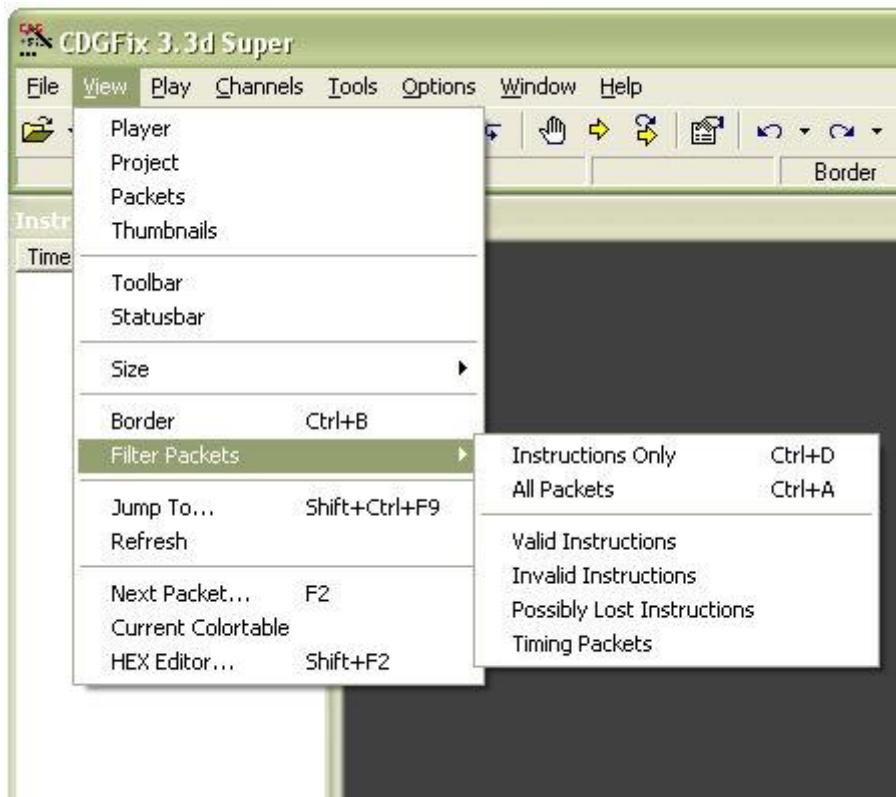 CDGFix 3.3d Super
File View Play Channels Tools Options Window Help
Border
Instr
Time
Player
Project
Packets
Thumbnails
Toolbar
Statusbar
Size
Border Ctrl+B
Filter Packets
Jump To... Shift+Ctrl+F9
Refresh
Next Packet... F2
Current Colortable
HEX Editor... Shift+F2
Instructions Only Ctrl+D
All Packets Ctrl+A
Valid Instructions
Invalid Instructions
Possibly Lost Instructions
Timing Packets